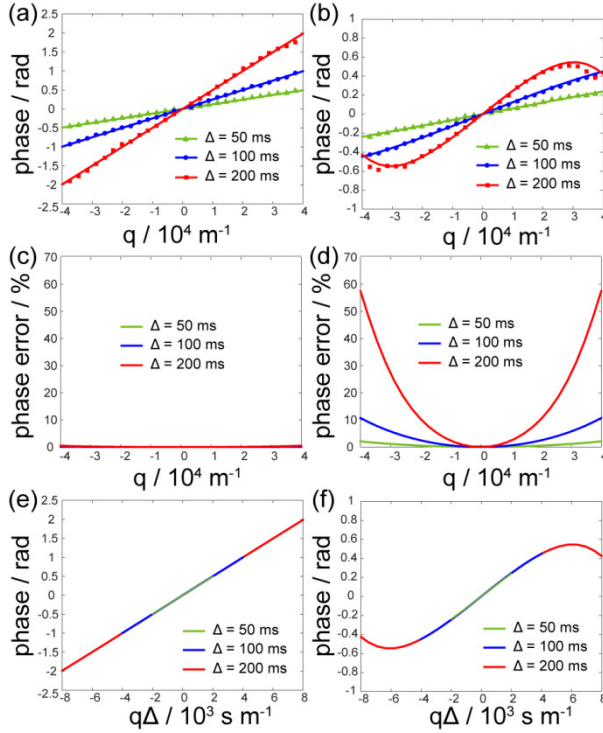 (a)
phase / rad
2.5
2
1.5
1
0.5
0
-0.5
-1
-1.5
-2
-2.5
Δ = 50 ms
Δ = 100 ms
Δ = 200 ms
-4 -3 -2 -1 0 1 2 3 4
q / 10⁴ m⁻¹
(b)
phase / rad
1
0.8
0.6
0.4
0.2
0
-0.2
-0.4
-0.6
-0.8
-1
Δ = 50 ms
Δ = 100 ms
Δ = 200 ms
-4 -3 -2 -1 0 1 2 3 4
q / 10⁴ m⁻¹
(c)
phase error / %
70
60
50
40
30
20
10
0
Δ = 50 ms
Δ = 100 ms
Δ = 200 ms
-4 -3 -2 -1 0 1 2 3 4
q / 10⁴ m⁻¹
(d)
phase error / %
70
60
50
40
30
20
10
0
Δ = 50 ms
Δ = 100 ms
Δ = 200 ms
-4 -3 -2 -1 0 1 2 3 4
q / 10⁴ m⁻¹
(e)
phase / rad
2.5
2
1.5
1
0.5
0
-0.5
-1
-1.5
-2
-2.5
Δ = 50 ms
Δ = 100 ms
Δ = 200 ms
-8 -6 -4 -2 0 2 4 6 8
qΔ / 10³ s m⁻¹
(f)
phase / rad
1
0.8
0.6
0.4
0.2
0
-0.2
-0.4
-0.6
-0.8
-1
Δ = 50 ms
Δ = 100 ms
Δ = 200 ms
-8 -6 -4 -2 0 2 4 6 8
qΔ / 10³ s m⁻¹